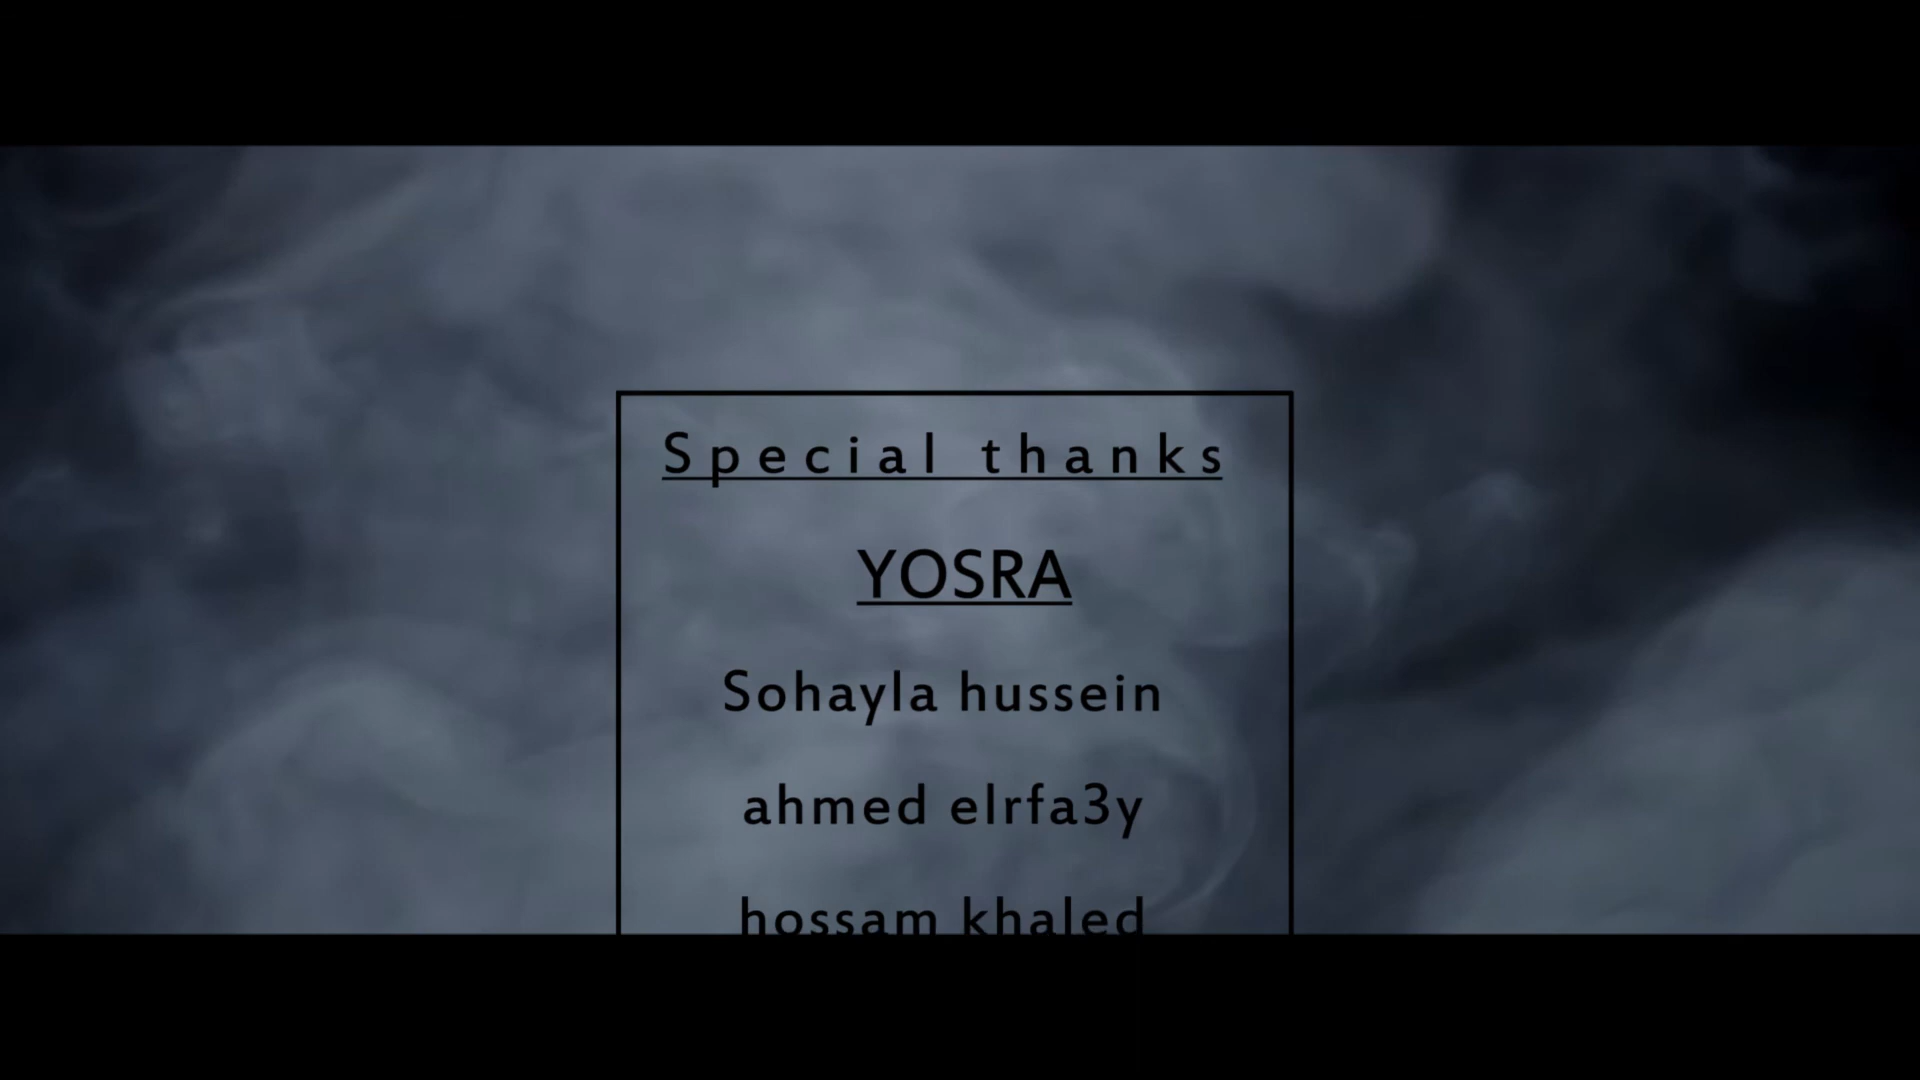 Special thanks
YOSRA
Sohayla hussein
ahmed elrfa3y
hossam khaled